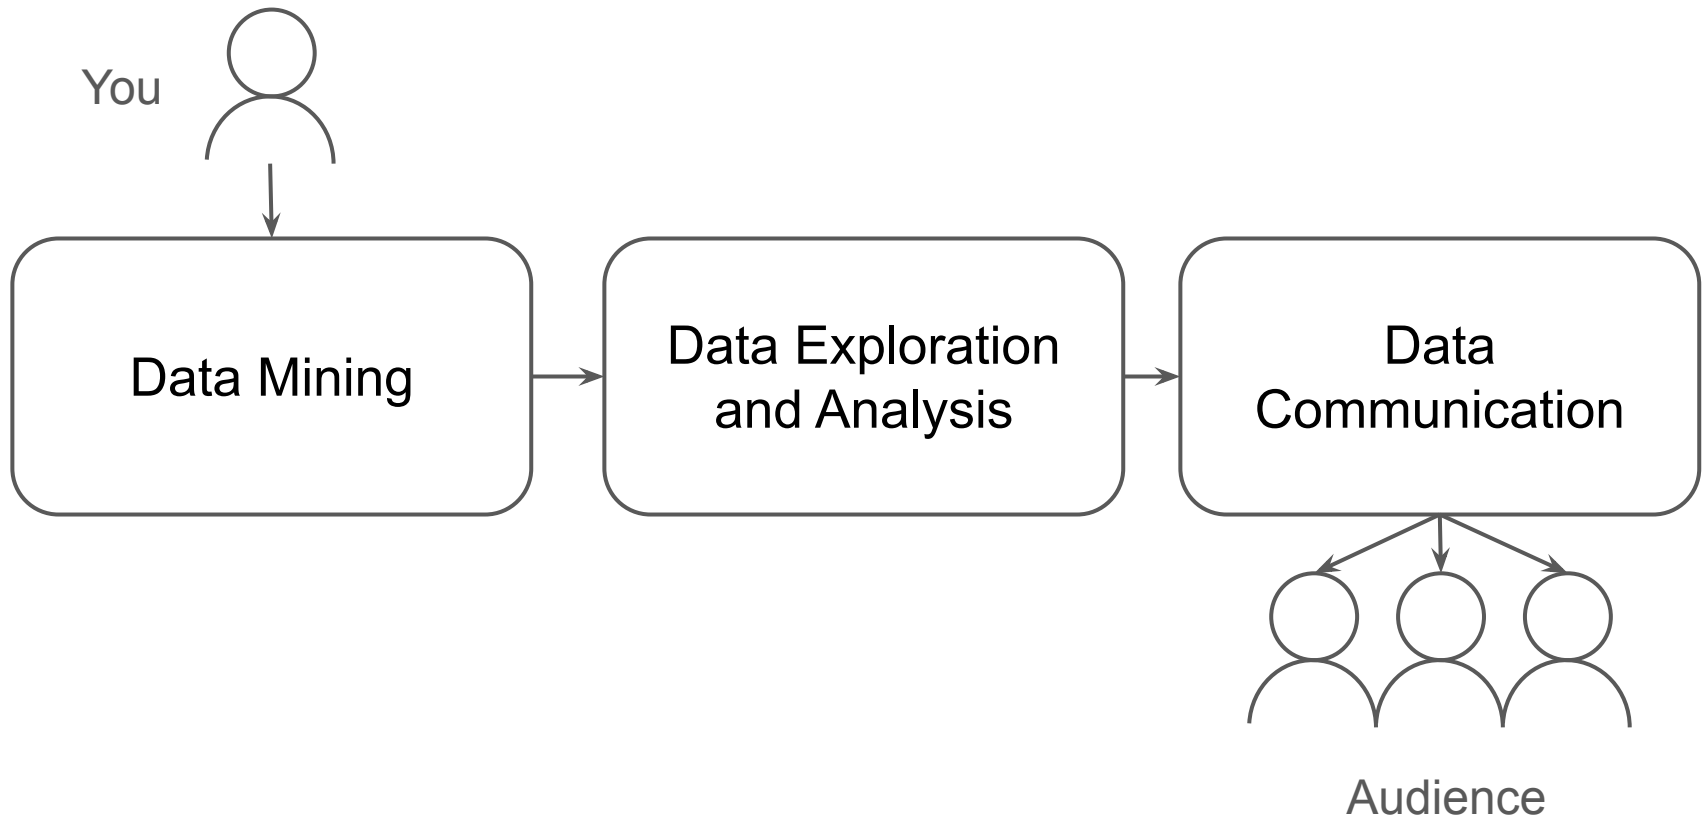 You
Data Mining
Data Exploration
and Analysis
Data
Communication
Audience